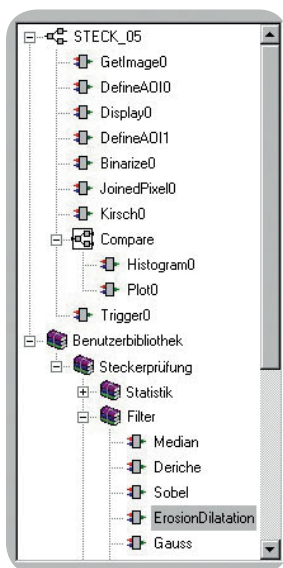 STECK_05
GetImage0
DefineAOI0
Display0
DefineAOI1
Binarize0
JoinedPixel0
Kirsch0
Compare
Histogram0
Plot0
Trigger0
Benutzerbibliothek
Steckerprüfung
Statistik
Filter
Median
Deriche
Sobel
ErosionDilatation
Gauss